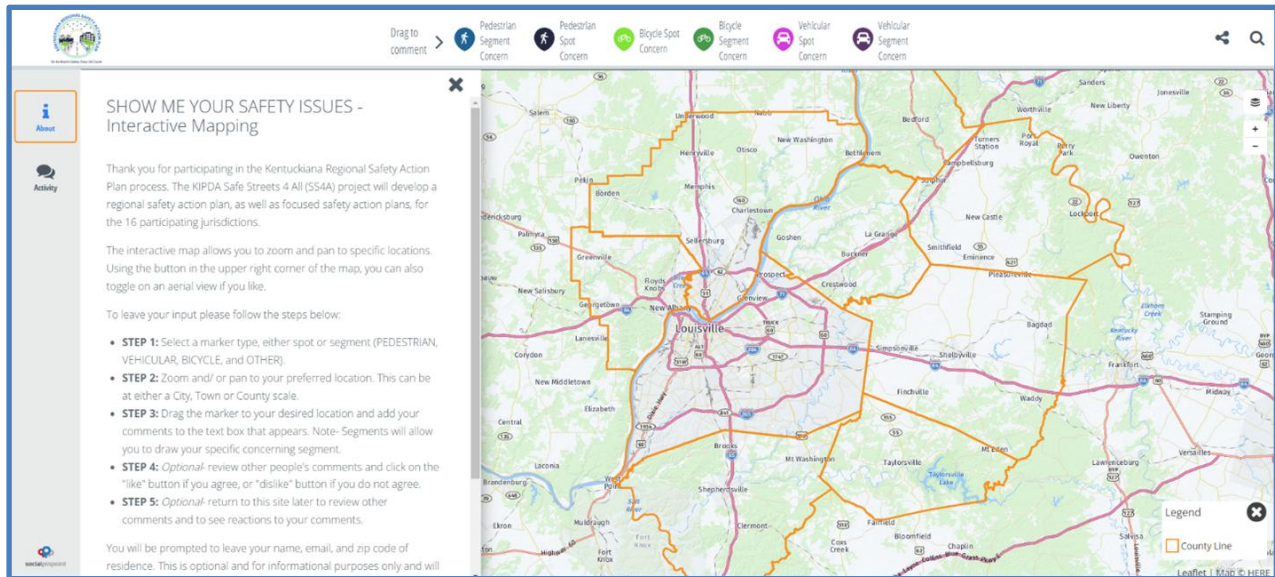 Drag to
comment
Pedestrian
Segment
Concern
Pedestrian
Spot
Concern
Bicycle Spot
Concern
Bicycle
Segment
Concern
Vehicular
Spot
Concern
Vehicular
Segment
Concern
About
Activity
SHOW ME YOUR SAFETY ISSUES -
Interactive Mapping
Thank you for participating in the Kentuckiana Regional Safety Action
Plan process. The KIPDA Safe Streets 4 All (SS4A) project will develop a
regional safety action plan, as well as focused safety action plans, for
the 16 participating jurisdictions.
The interactive map allows you to zoom and pan to specific locations.
Using the button in the upper right corner of the map, you can also
toggle on an aerial view if you like.
To leave your input please follow the steps below:
• STEP 1: Select a marker type, either spot or segment (PEDESTRIAN,
VEHICULAR, BICYCLE, and OTHER).
• STEP 2: Zoom and/ or pan to your preferred location. This can be
at either a City, Town or County scale.
• STEP 3: Drag the marker to your desired location and add your
comments to the text box that appears. Note- Segments will allow
you to draw your specific concerning segment.
• STEP 4: Optional- review other people's comments and click on the
"like" button if you agree, or "dislike" button if you do not agree.
• STEP 5: Optional- return to this site later to review other
comments and to see reactions to your comments.
You will be prompted to leave your name, email, and zip code of
residence. This is optional and for informational purposes only and will
socialpinpoint
Salem
Underwood
Nabb
Bedford
Worthville
Sanders
Jonesville
New Liberty
Henryville
Otisco
New Washington
Bethlehem
Turners
Station
Port
Royal
Perry
Park
Owenton
Campbellsburg
Pekin
Borden
Memphis
Charlestown
Ohio
River
Sulphur
New Castle
Lockport
Palmyra
Sellersburg
Goshen
La Grange
Smithfield
Eminence
Greenville
Buckner
Pleasureville
New Salisbury
Floyds
Knobs
Prospect
Crestwood
Georgetown
New Albany
Glenview
Elkhorn
Creek
Stamping
Ground
Lanesville
Louisville
Bagdad
Kentucky
River
Corydon
Simpsonville
Shelbyville
Frankfort
New Middletown
Finchville
Waddy
Midway
Elizabeth
Central
Brooks
Mt Washington
Mt Eden
Versailles
Laconia
Taylorsville
Taylorsville
Lake
Lawrenceburg
Brandenburg
West
Point
Salt
River
Shepherdsville
Ekron
Muldraugh
Fort
Knox
Clermont
Fairfield
Bloomfield
Cox's
Creek
Chaplin
Salvisa
Highway 60
Fort
Knox
Legend
County Line
Leaflet | Map © HERE